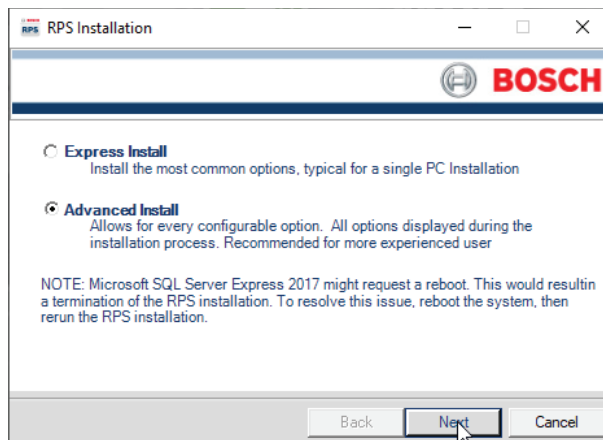 RPS RPS Installation
BOSCH
Express Install
Install the most common options, typical for a single PC Installation
Advanced Install
Allows for every configurable option. All options displayed during the
installation process. Recommended for more experienced user
NOTE: Microsoft SQL Server Express 2017 might request a reboot. This would resultin
a termination of the RPS installation. To resolve this issue, reboot the system, then
rerun the RPS installation.
Back Next Cancel